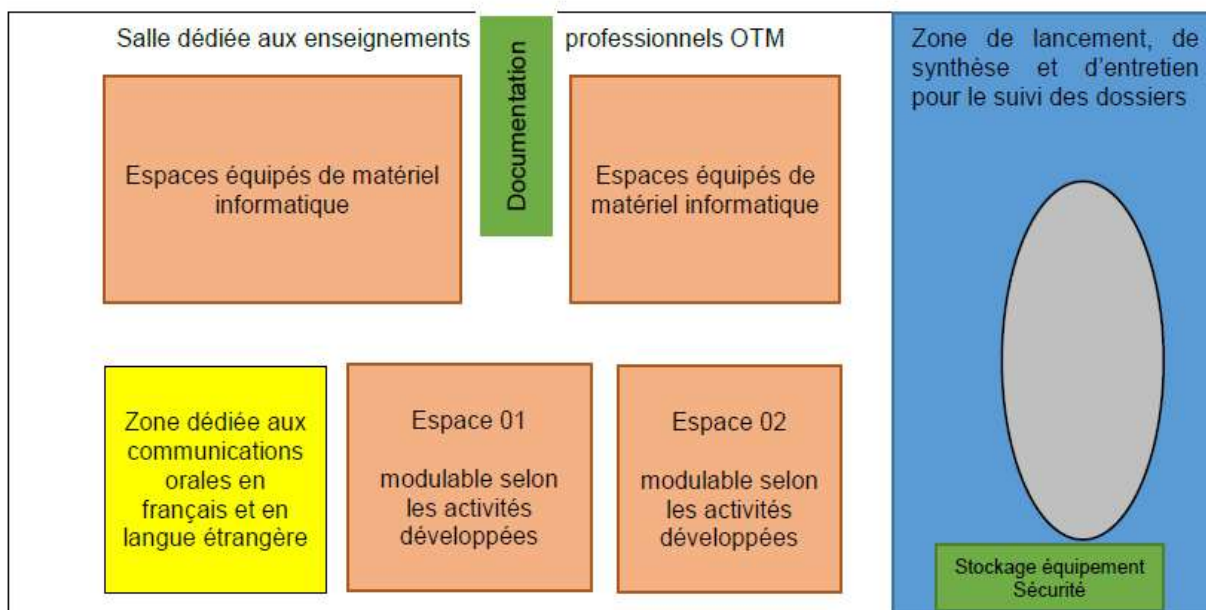 Salle dédiée aux enseignements professionnels OTM
Documentation
Zone de lancement, de
synthèse et d'entretien
pour le suivi des dossiers
Espaces équipés de matériel
informatique
Espaces équipés de
matériel informatique
Zone dédiée aux
communications
orales en
français et en
langue étrangère
Espace 01
modulable selon
les activités
développées
Espace 02
modulable selon
les activités
développées
Stockage équipement
Sécurité